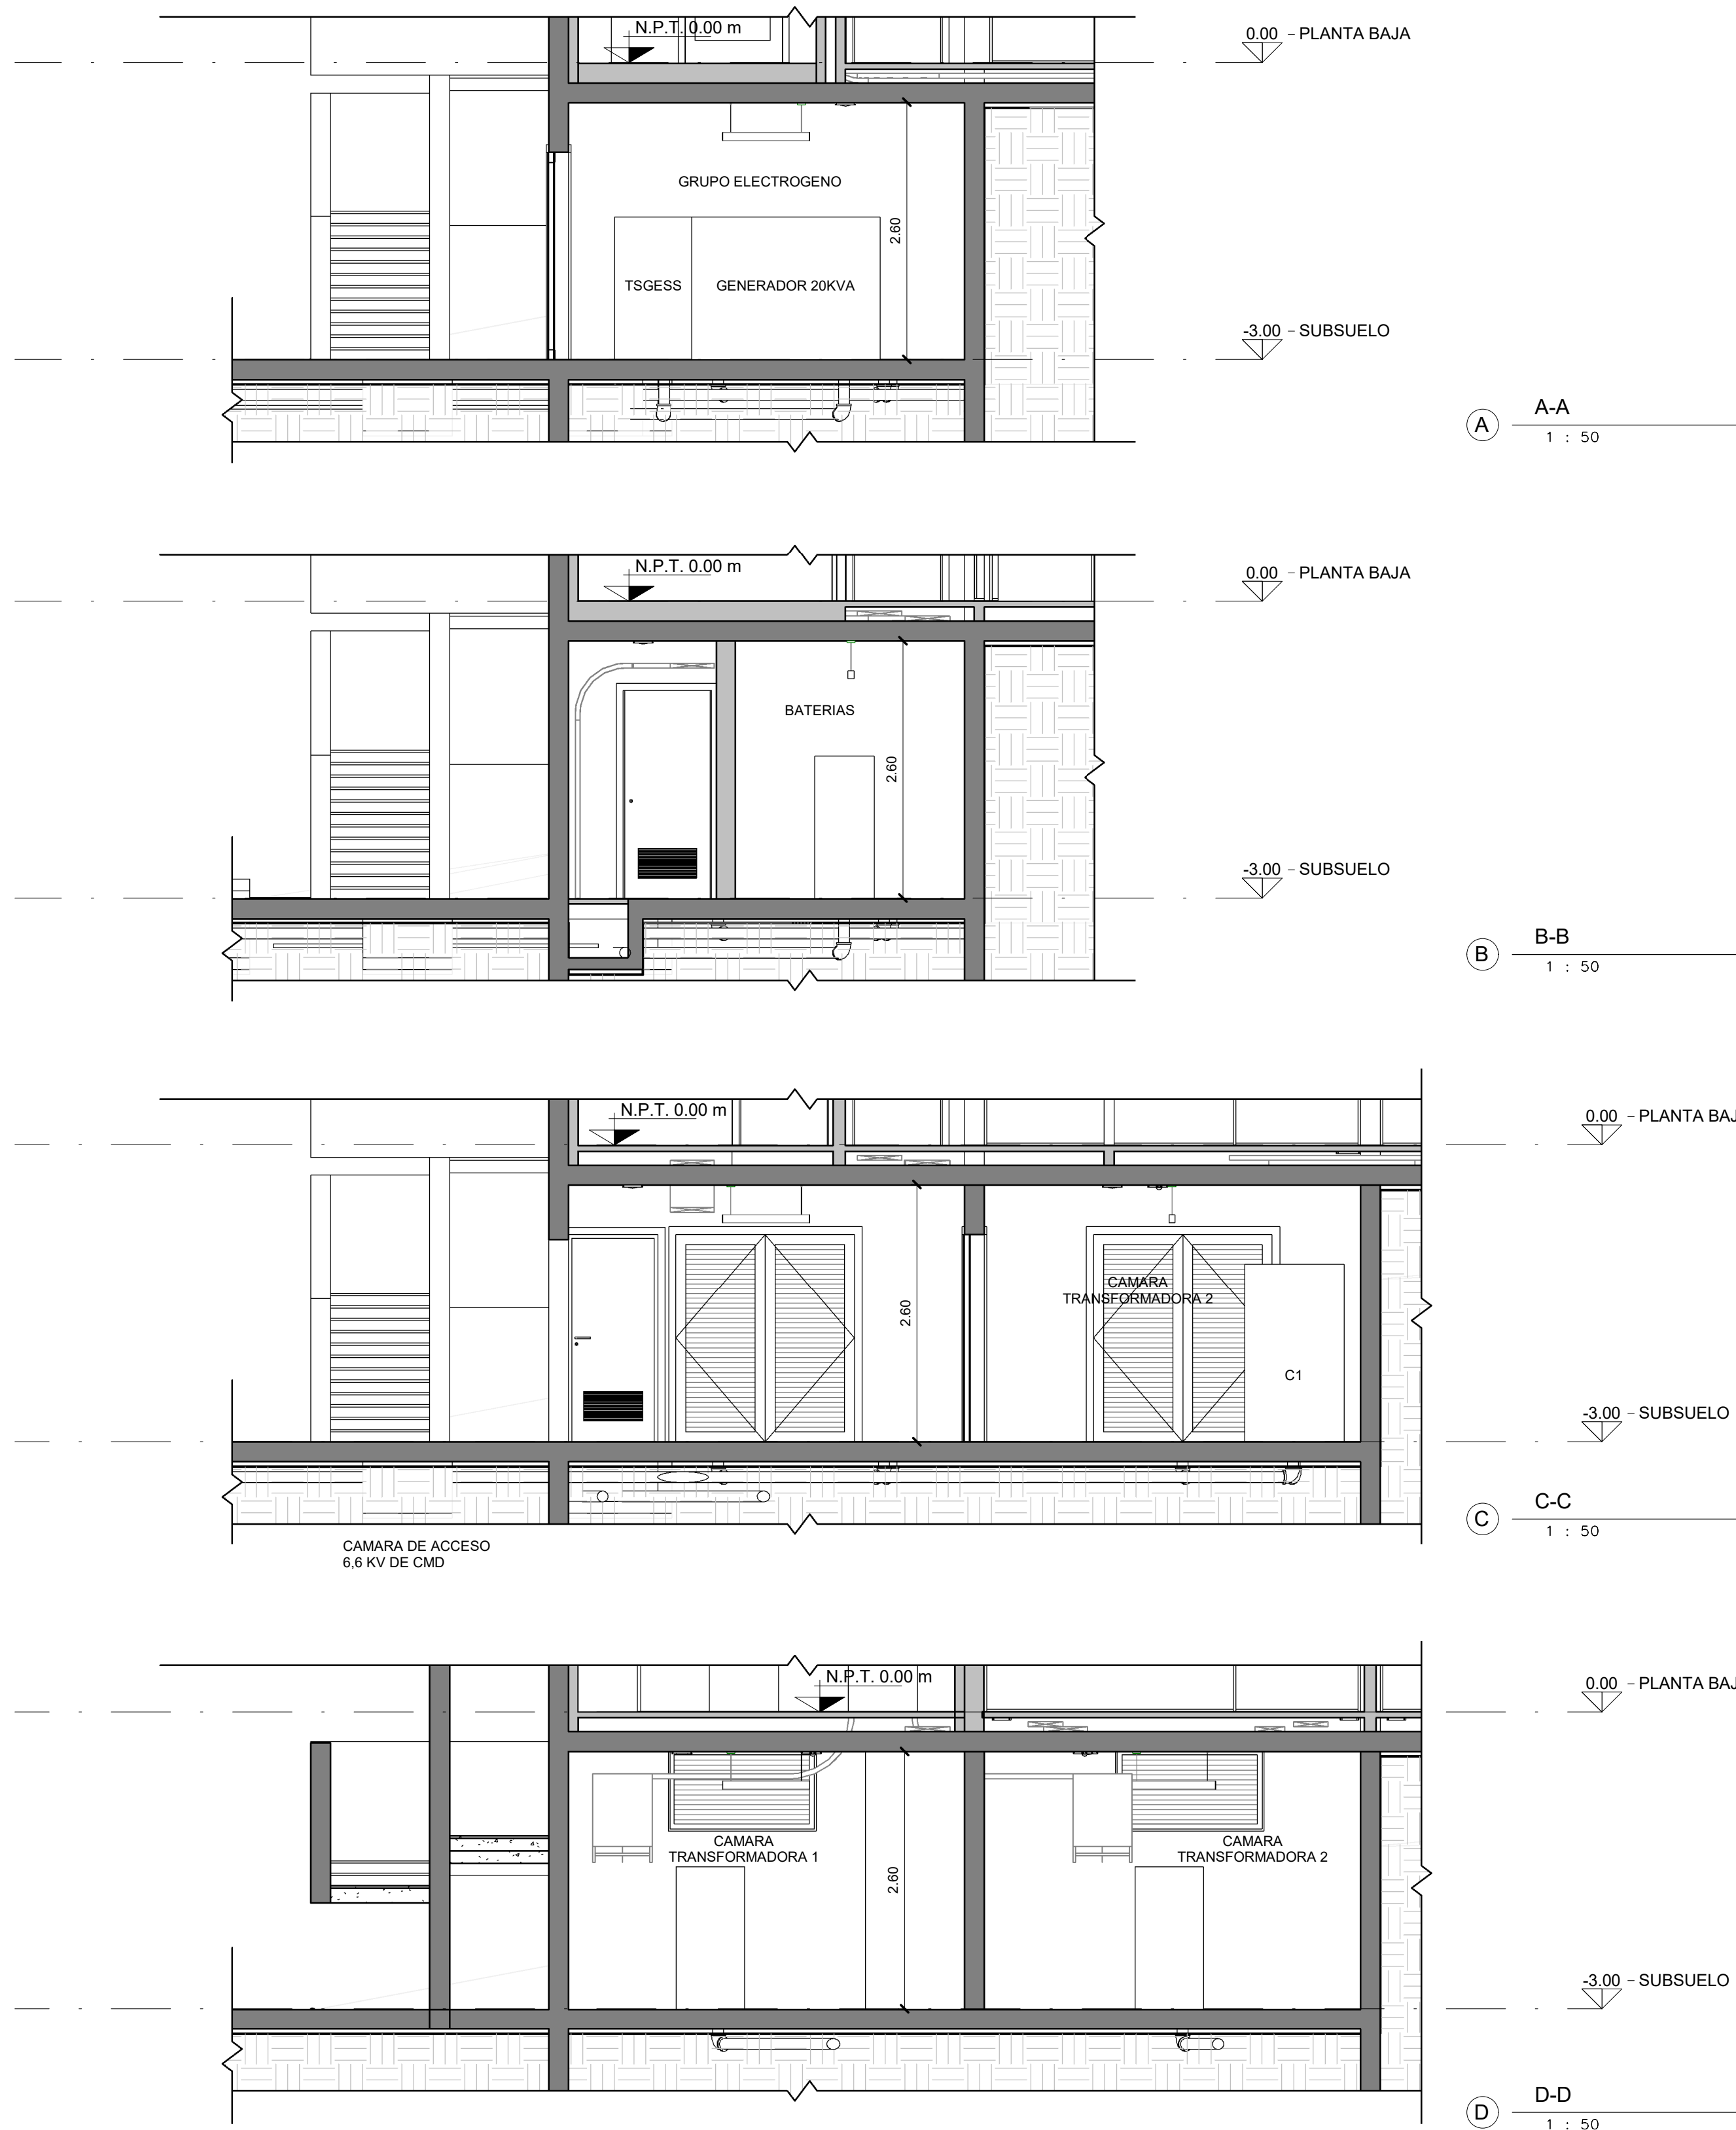 N.P.T. 0.00 m
0.00 – PLANTA BAJA
GRUPO ELECTROGENO
2.60
TSGESS
GENERADOR 20KVA
-3.00 – SUBSUELO
A
A-A
1 : 50
N.P.T. 0.00 m
0.00 – PLANTA BAJA
BATERIAS
2.60
-3.00 – SUBSUELO
B
B-B
1 : 50
N.P.T. 0.00 m
0.00 – PLANTA BAJ
CAMARA
TRANSFORMADORA 2
2.60
C1
-3.00 – SUBSUELO
C
C-C
1 : 50
CAMARA DE ACCESO
6,6 KV DE CMD
N.P.T. 0.00 m
0.00 – PLANTA BAJ
CAMARA
TRANSFORMADORA 1
CAMARA
TRANSFORMADORA 2
2.60
-3.00 – SUBSUELO
D
D-D
1 : 50